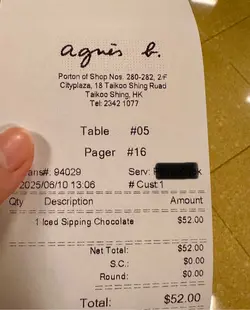 agnès b.
Porton of Shop Nos. 280-282, 2/F
Cityplaza, 18 Taikoo Shing Road
Taikoo Shing, HK
Tel: 2342 1077
Table #05
Pager #16
ans#: 94029 Serv:
2025/06/10 13:06 # Cust:1
Qty Description Amount
1 Iced Sipping Chocolate $52.00
Net Total: $52.00
S.C.: $0.00
Round: $0.00
Total: $52.00